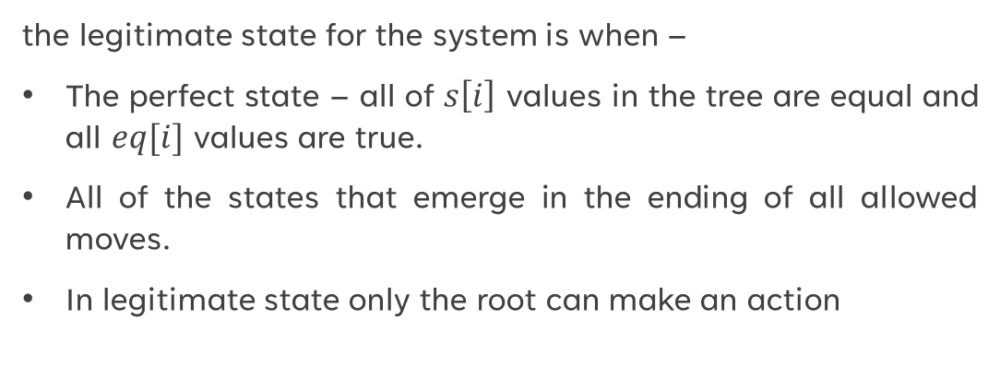 the legitimate state for the system is when –
• The perfect state – all of s[i] values in the tree are equal and
all eq[i] values are true.
• All of the states that emerge in the ending of all allowed
moves.
• In legitimate state only the root can make an action